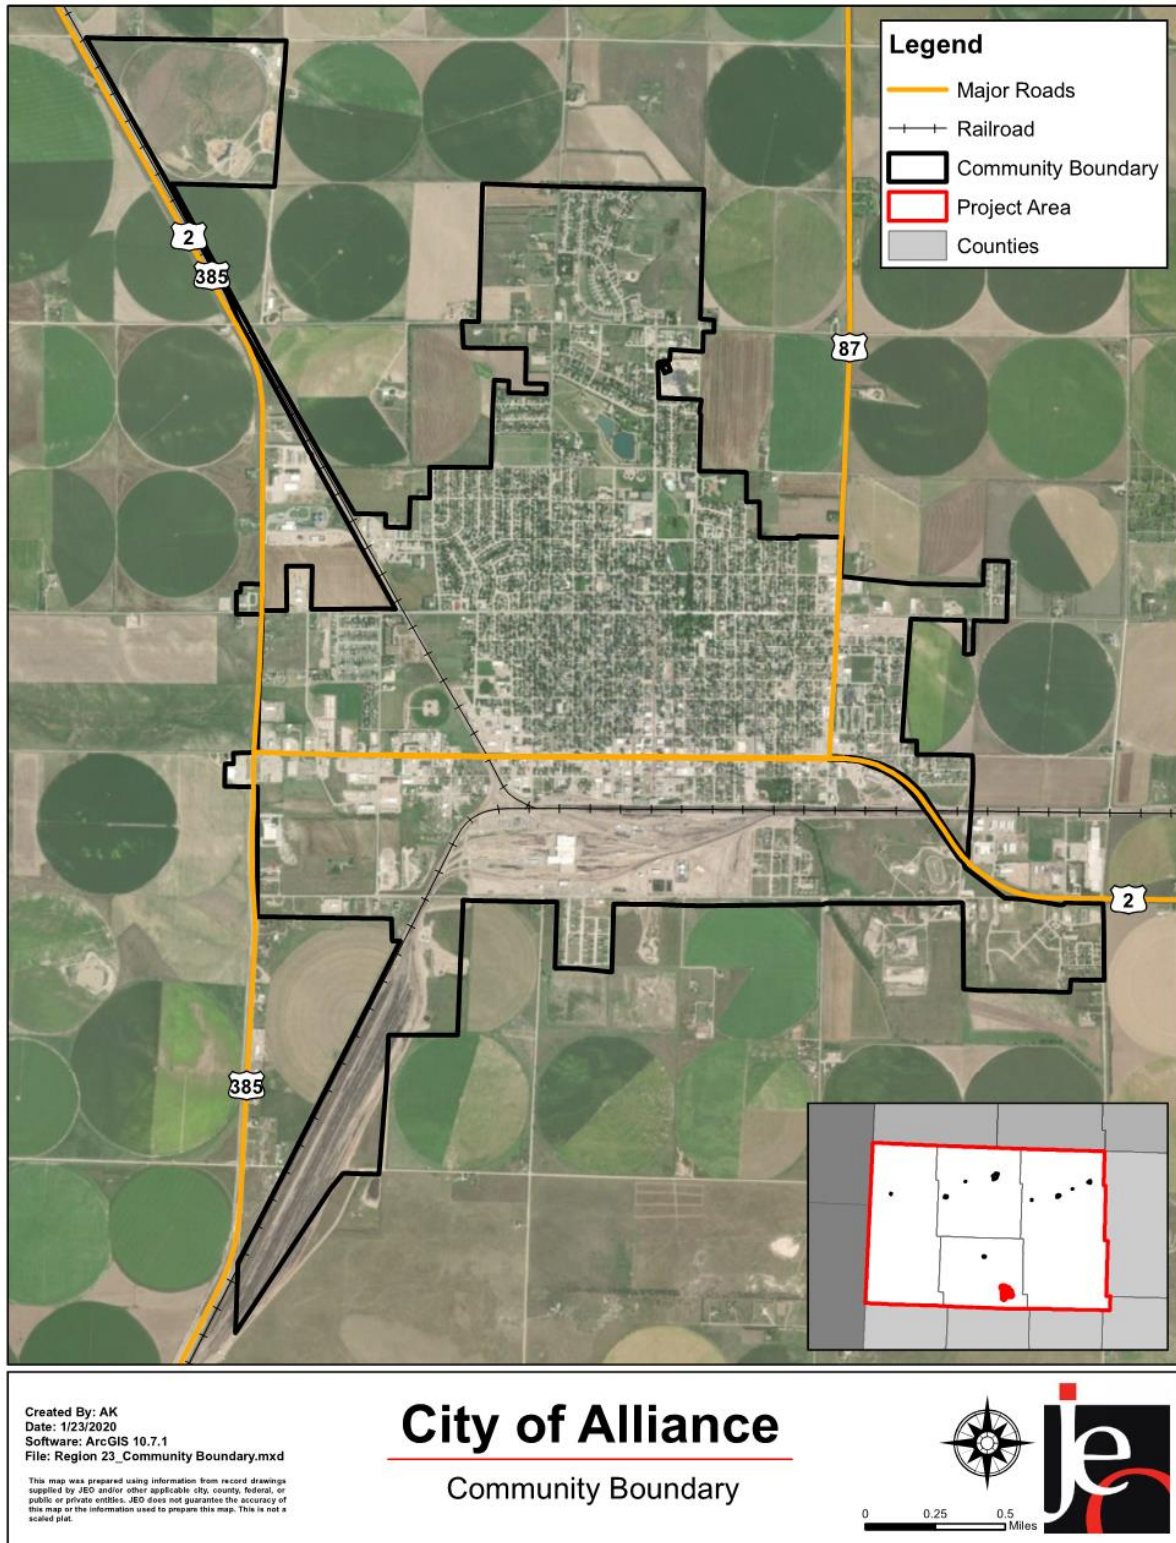 Legend
Major Roads
Railroad
Community Boundary
Project Area
Counties
2
385
87
2
385
Created By: AK
Date: 1/23/2020
Software: ArcGIS 10.7.1
File: Region 23_Community Boundary.mxd
This map was prepared using information from record drawings
supplied by JEO and/or other applicable city, county, federal, or
public or private entities. JEO does not guarantee the accuracy of
this map or the information used to prepare this map. This is not a
scaled plat.
City of Alliance
Community Boundary
0 0.25 0.5
Miles
jeo